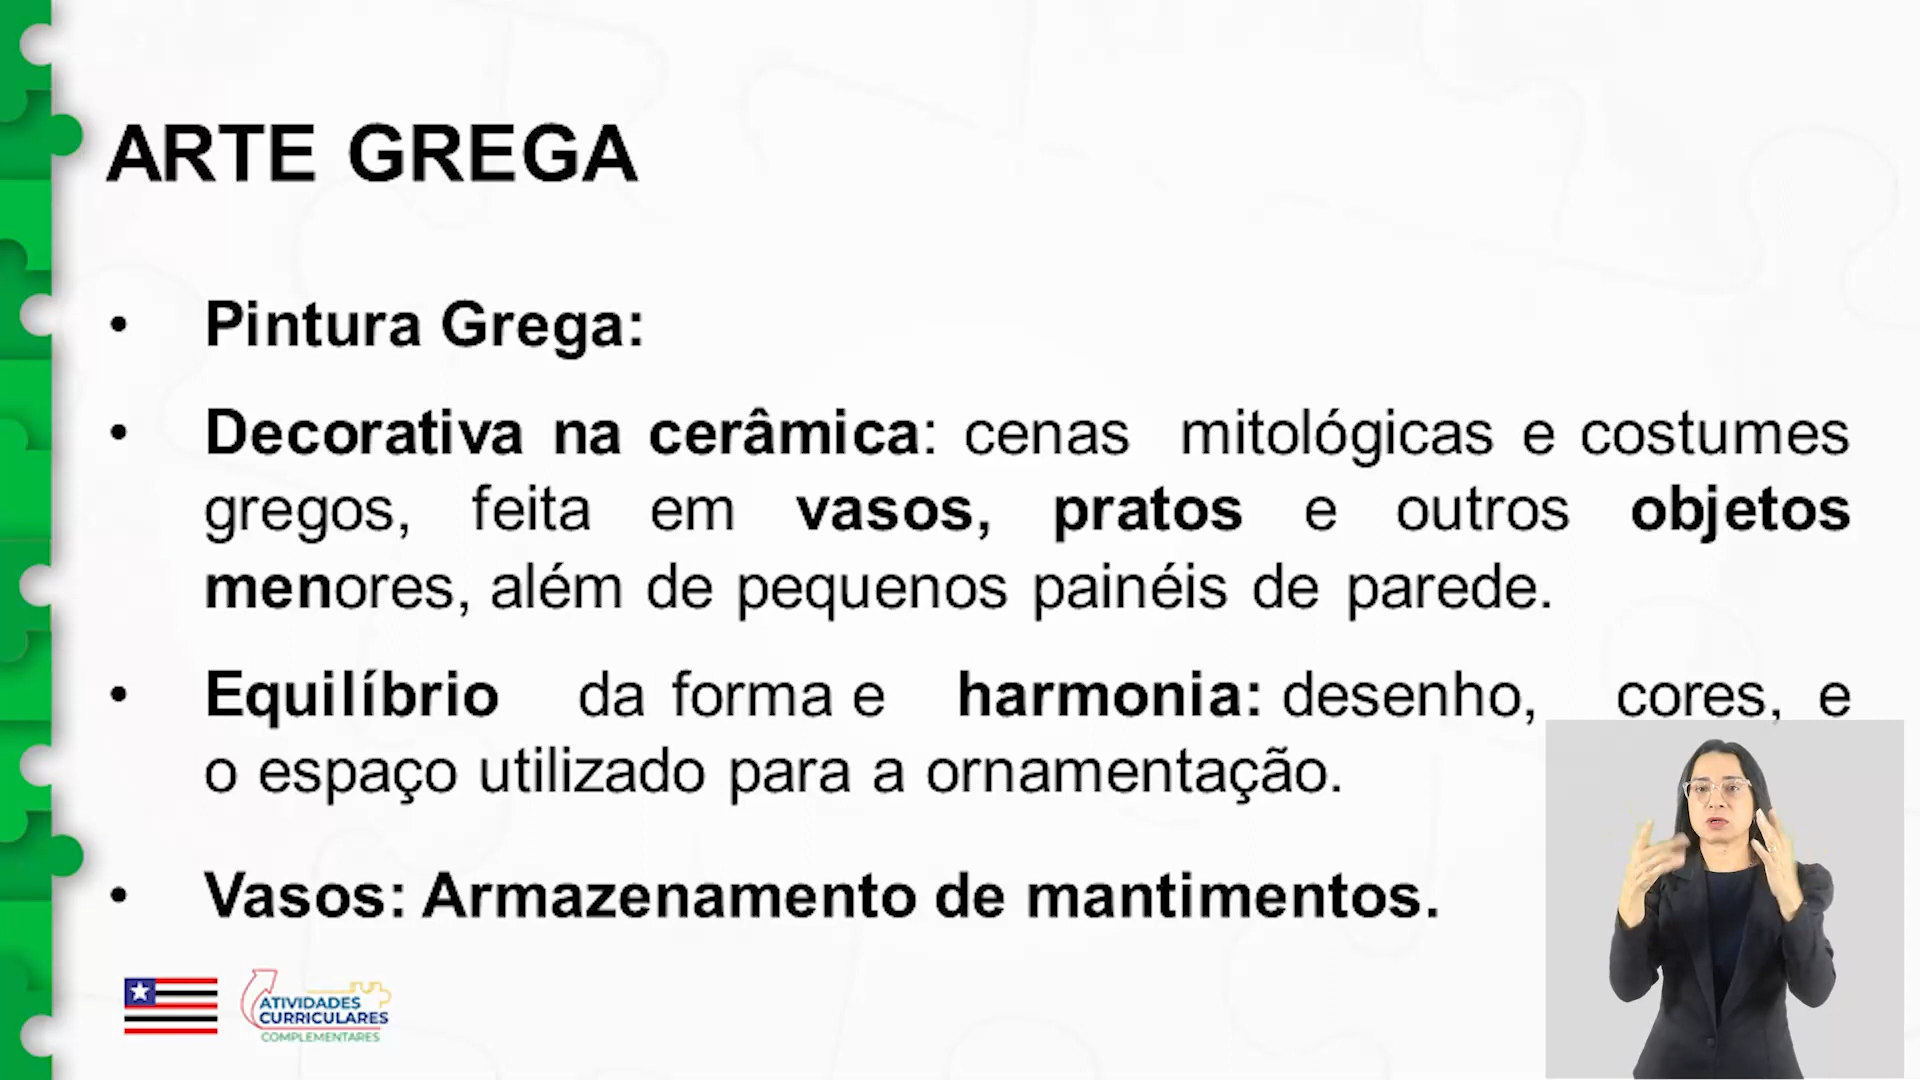 ARTE GREGA
• Pintura Grega:
• Decorativa na cerâmica: cenas mitológicas e costumes
gregos, feita em vasos, pratos e outros objetos
menores, além de pequenos painéis de parede.
• Equilíbrio da forma e harmonia: desenho, cores, e
o espaço utilizado para a ornamentação.
• Vasos: Armazenamento de mantimentos.
ATIVIDADES
CURRICULARES
COMPLEMENTARES